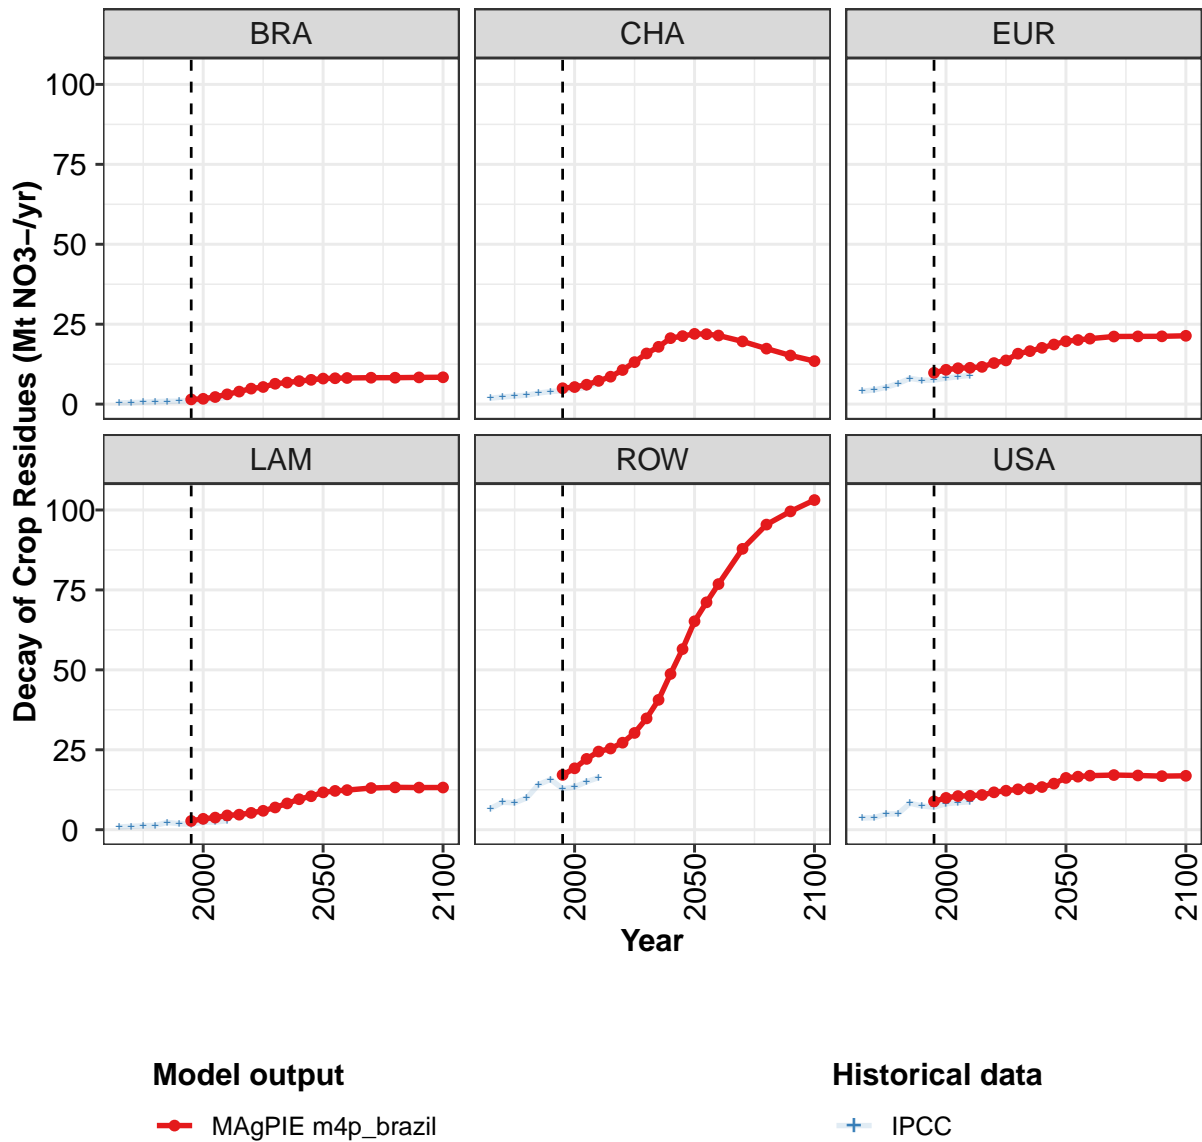 BRA CHA EUR
100
75
50
25
0
LAM ROW USA
100
75
50
25
0
2000 2050 2100 2000 2050 2100 2000 2050 2100
Year
Decay of Crop Residues (Mt NO3−/yr)
Model output
MAgPIE m4p_brazil
Historical data
IPCC